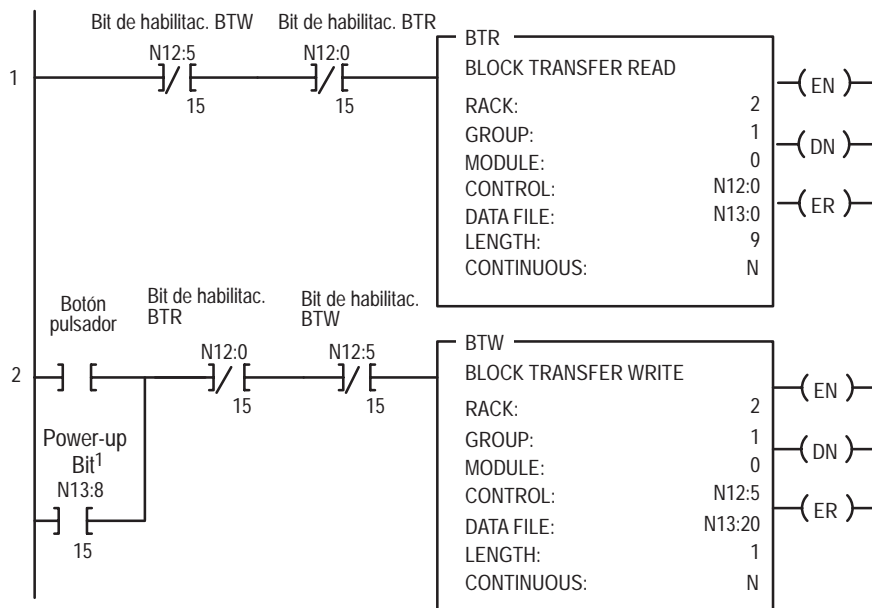 Bit de habilitac. BTW Bit de habilitac. BTR
N12:5 N12:0
1
15 15
BTR
BLOCK TRANSFER READ
RACK: 2
GROUP: 1
MODULE: 0
CONTROL: N12:0
DATA FILE: N13:0
LENGTH: 9
CONTINUOUS: N
EN
DN
ER
Botón
pulsador
Bit de habilitac.
BTR
Bit de habilitac.
BTW
N12:0 N12:5
2
15 15
Power-up
Bit1
N13:8
15
BTW
BLOCK TRANSFER WRITE
RACK: 2
GROUP: 1
MODULE: 0
CONTROL: N12:5
DATA FILE: N13:20
LENGTH: 1
CONTINUOUS: N
EN
DN
ER